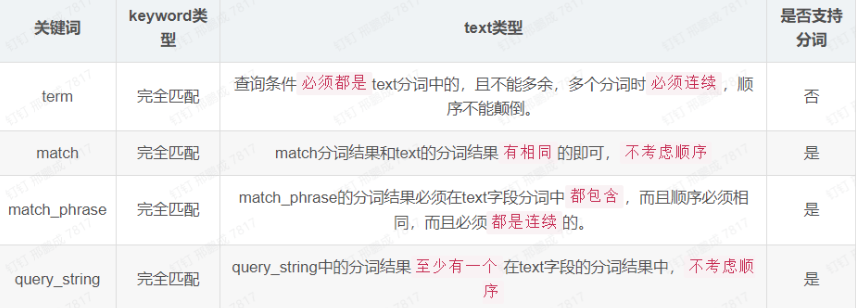 关键词
keyword类
型
text类型
是否支持
分词
term
完全匹配
查询条件 必须都是 text分词中的，且不能多余，多个分词时 必须连续 ，顺
序不能颠倒。
否
match
完全匹配
match分词结果和text的分词结果 有相同 的即可， 不考虑顺序
是
match_phrase
完全匹配
match_phrase的分词结果必须在text字段分词中 都包含 ，而且顺序必须相
同，而且必须 都是连续 的。
是
query_string
完全匹配
query_string中的分词结果 至少有一个 在text字段的分词结果中， 不考虑顺
序
是